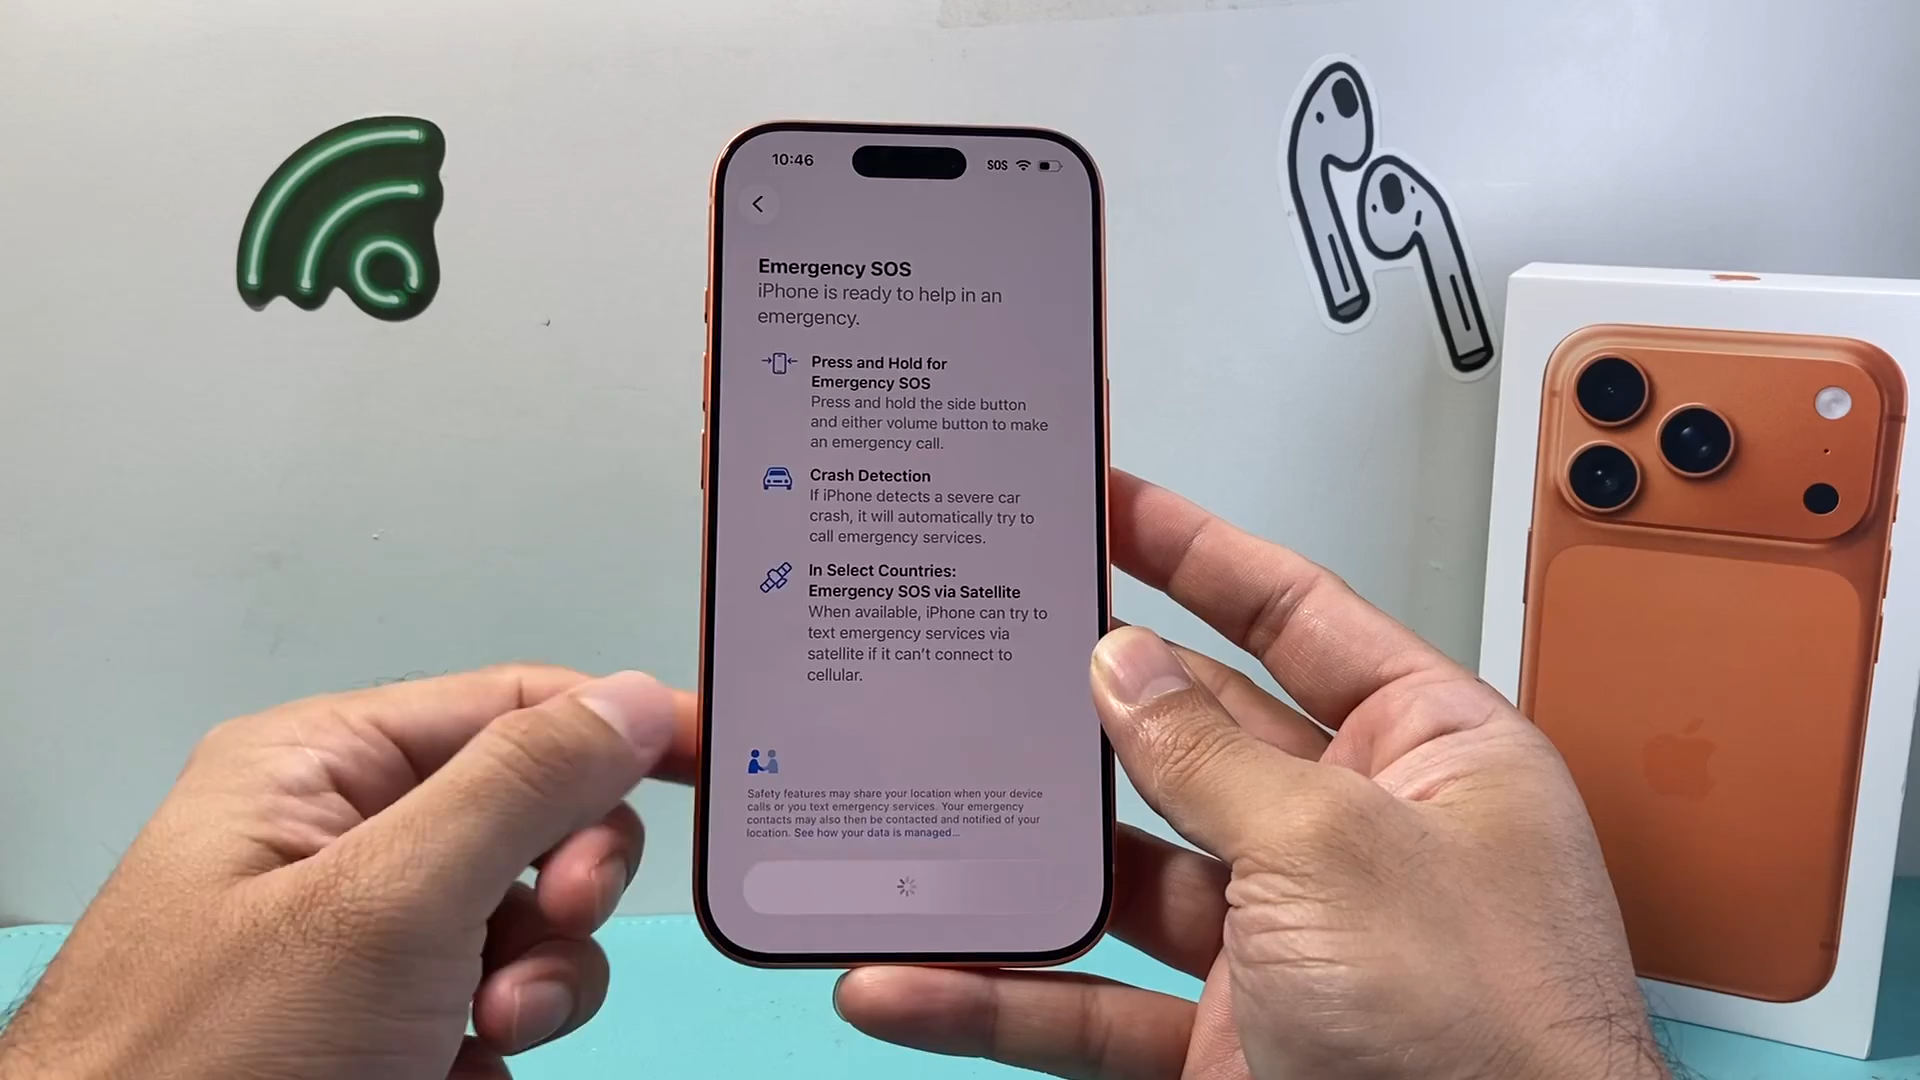 10:46
SOS
Emergency SOS
iPhone is ready to help in an
emergency.
Press and Hold for
Emergency SOS
Press and hold the side button
and either volume button to make
an emergency call.
Crash Detection
If iPhone detects a severe car
crash, it will automatically try to
call emergency services.
In Select Countries:
Emergency SOS via Satellite
When available, iPhone can try to
text emergency services via
satellite if it can't connect to
cellular.
Safety features may share your location when your device
calls or you text emergency services. Your emergency
contacts may also then be contacted and notified of your
location. See how your data is managed...